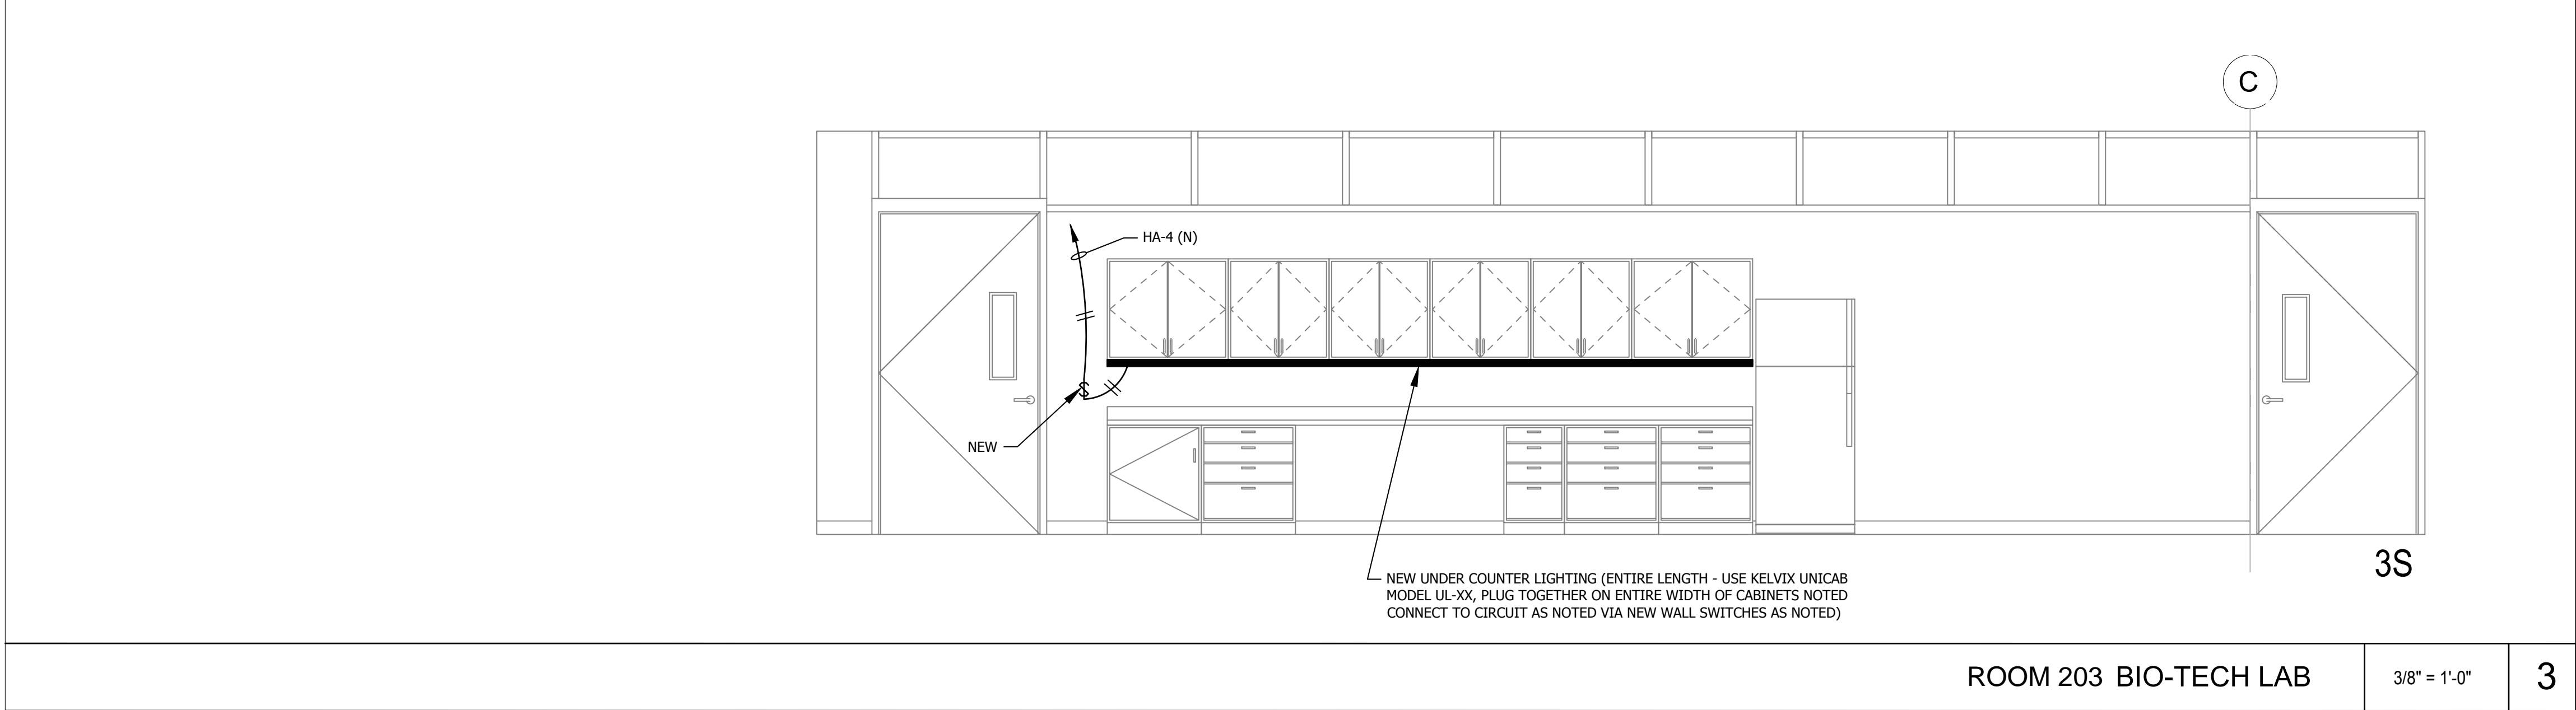 C
HA-4 (N)
$
NEW
3S
NEW UNDER COUNTER LIGHTING (ENTIRE LENGTH - USE KELVIX UNICAB
MODEL UL-XX, PLUG TOGETHER ON ENTIRE WIDTH OF CABINETS NOTED
CONNECT TO CIRCUIT AS NOTED VIA NEW WALL SWITCHES AS NOTED)
ROOM 203 BIO-TECH LAB
3/8" = 1'-0"
3